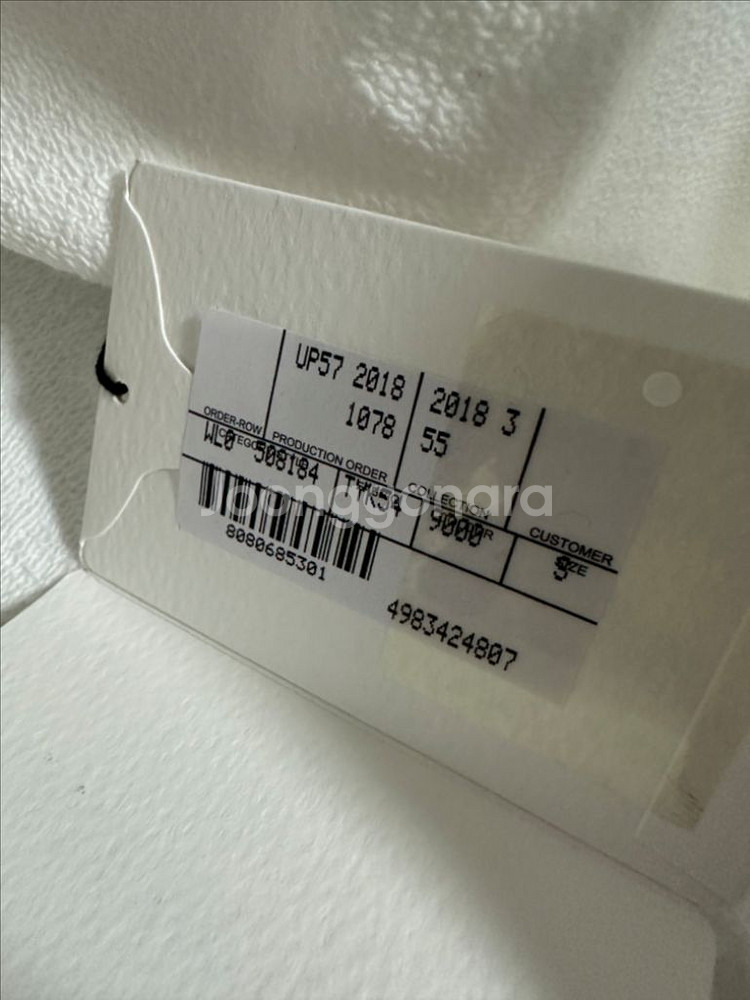 UP57 2018
1078
2018 3
55
ORDER-ROW
PRODUCTION ORDER
COLLECTION
CUSTOMER
WL0 508184
9000
SIZE
9
8080685301
4983424807
Joonggonara